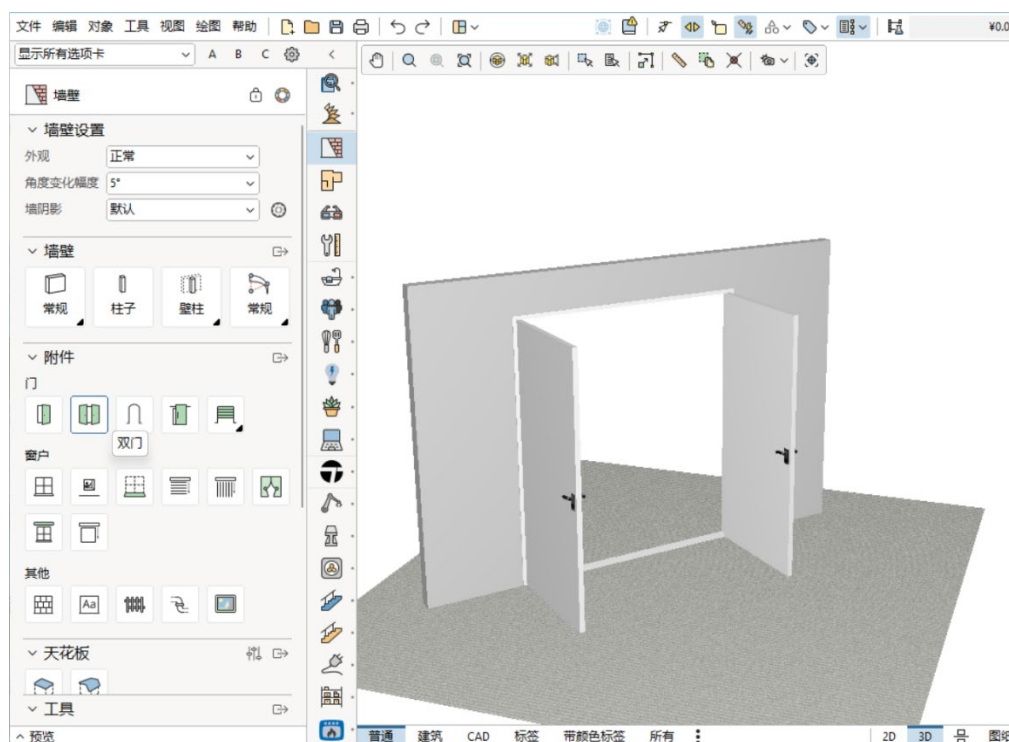 文件 编辑 对象 工具 视图 绘图 帮助
¥0.0
显示所有选项卡 A B C
墙壁
墙壁设置
外观 正常
角度变化幅度 5°
墙阴影 默认
墙壁
常规 柱子 壁柱 常规
附件
门
双门
窗户
其他
Aa
天花板
工具
预览
普通 建筑 CAD 标签 带颜色标签 所有 2D 3D 图纸